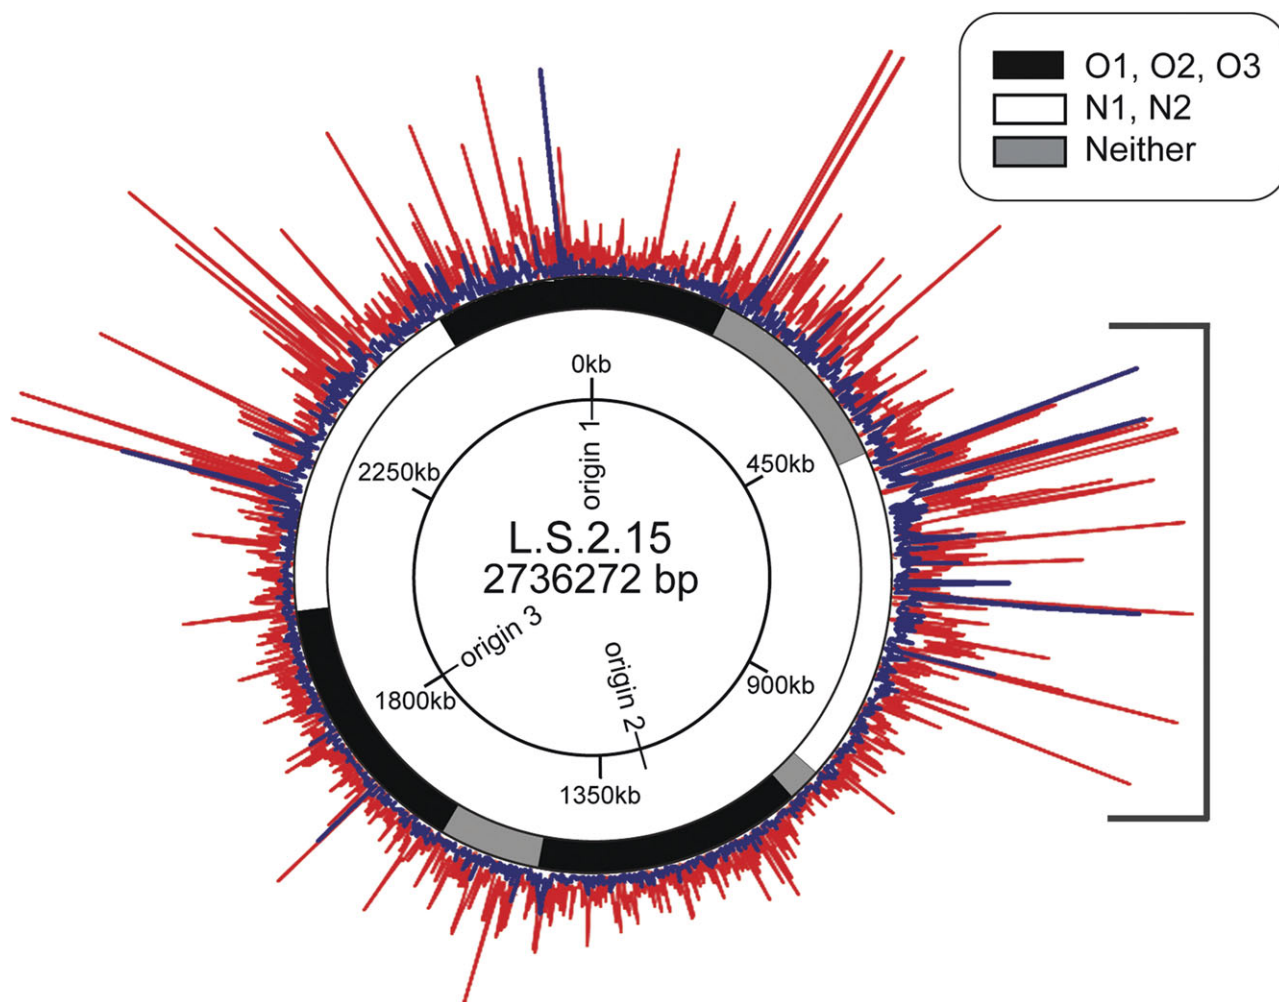 O1, O2, O3
N1, N2
Neither
0kb
origin 1
450kb
2250kb
L.S.2.15
2736272 bp
origin 3
origin 2
900kb
1800kb
1350kb